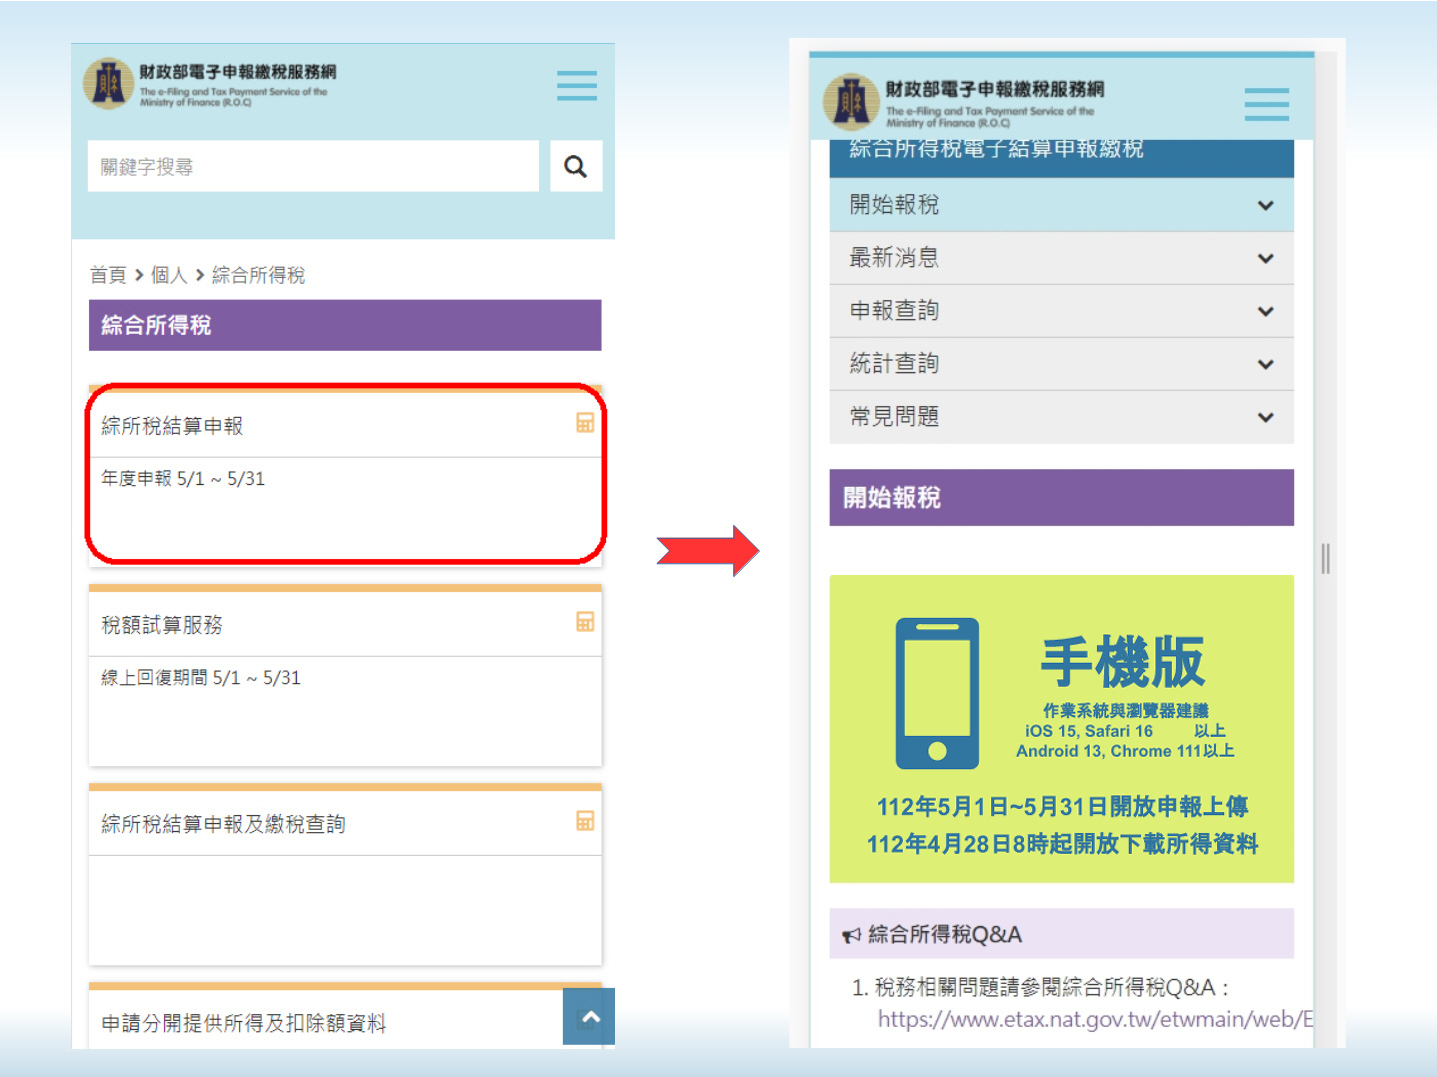 財政部電子申報繳稅服務網
The e-Filing and Tax Payment Service of the
Ministry of Finance (R.O.C)
關鍵字搜尋
首頁 > 個人 > 綜合所得稅
綜合所得稅
綜所稅結算申報
年度申報 5/1 ~ 5/31
稅額試算服務
線上回復期間 5/1 ~ 5/31
綜所稅結算申報及繳稅查詢
申請分開提供所得及扣除額資料
財政部電子申報繳稅服務網
The e-Filing and Tax Payment Service of the
Ministry of Finance (R.O.C)
綜合所得稅電子結算申報繳稅
開始報稅
最新消息
申報查詢
統計查詢
常見問題
開始報稅
手機版
作業系統與瀏覽器建議
iOS 15, Safari 16 以上
Android 13, Chrome 111以上
112年5月1日~5月31日開放申報上傳
112年4月28日8時起開放下載所得資料
綜合所得稅Q&A
1. 稅務相關問題請參閱綜合所得稅Q&A：
https://www.etax.nat.gov.tw/etwmain/web/E